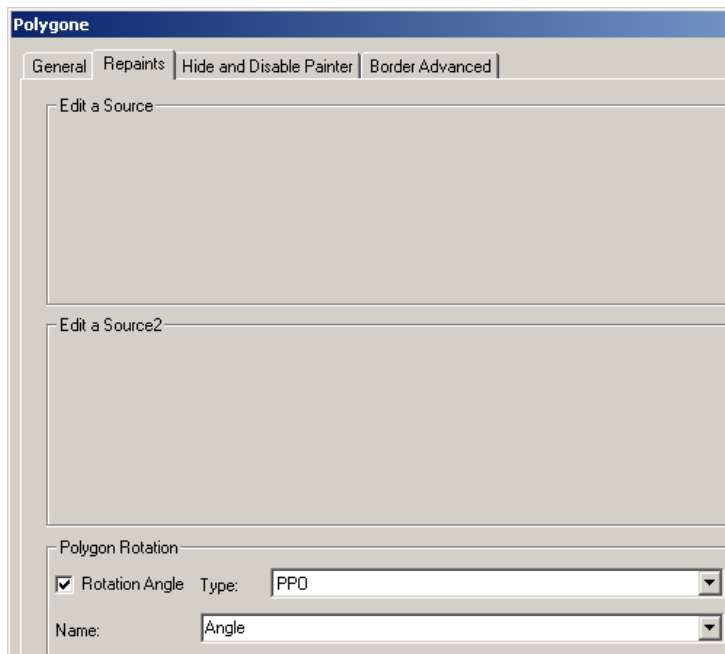 Polygone
General Repaints Hide and Disable Painter Border Advanced
Edit a Source
Edit a Source2
Polygon Rotation
Rotation Angle Type: PPO
Name: Angle